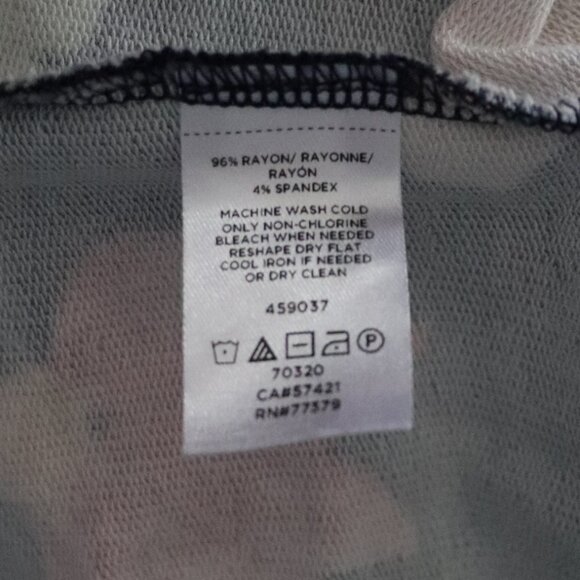 96% RAYON/ RAYONNE/
RAYÓN
4% SPANDEX
MACHINE WASH COLD
ONLY NON-CHLORINE
BLEACH WHEN NEEDED
RESHAPE DRY FLAT
COOL IRON IF NEEDED
OR DRY CLEAN
459037
P
70320
CA#57421
RN#77379